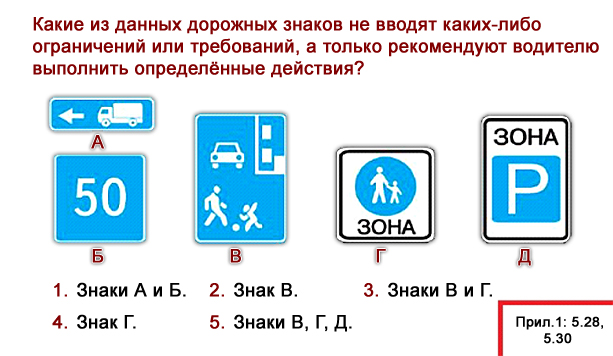 Какие из данных дорожных знаков не вводят каких-либо
ограничений или требований, а только рекомендуют водителю
выполнить определённые действия?
А
50
Б
В
ЗОНА
Г
ЗОНА
P
Д
1. Знаки А и Б. 2. Знак В. 3. Знаки В и Г.
4. Знак Г. 5. Знаки В, Г, Д.
Прил.1: 5.28,
5.30